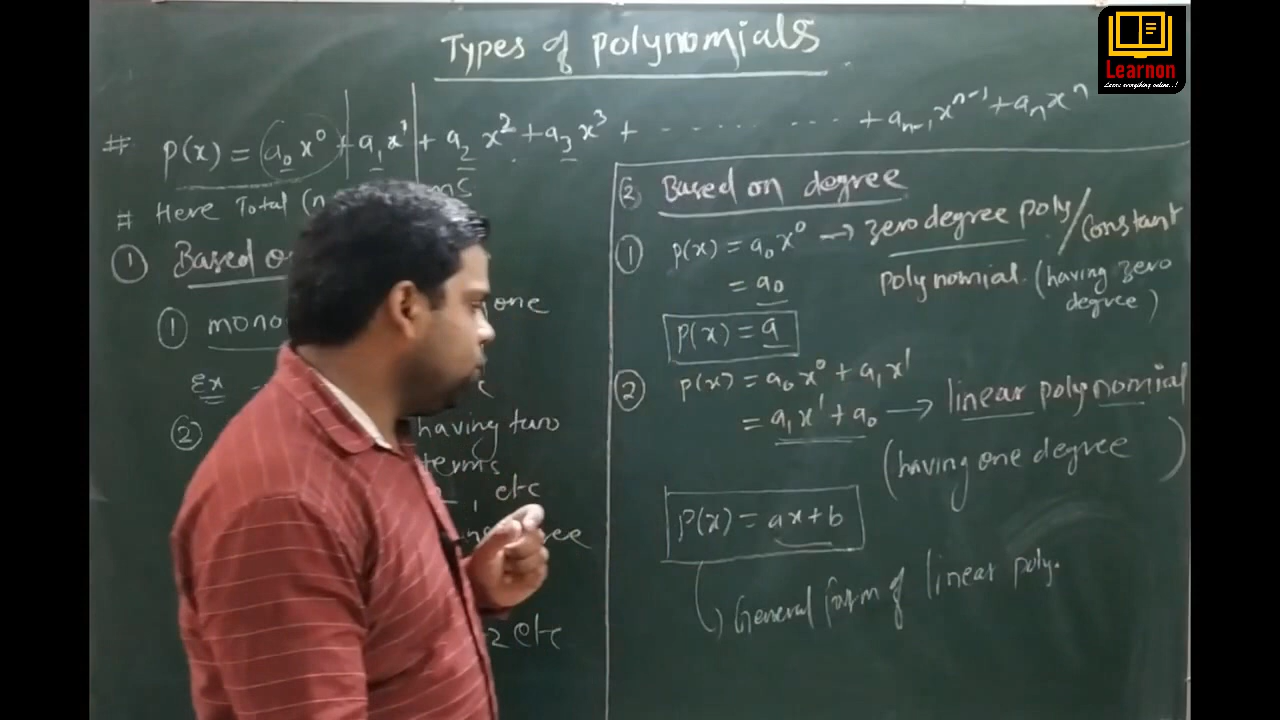 Types of polynomials
Learnon
Learn everything online..!
# P(x) = a₀x⁰ + a₁x¹ + a₂x² + a₃x³ + ............ + aₙ₋₁xⁿ⁻¹ + aₙxⁿ
# Here Total (n
① Based
① mono one
Ex
②
having two
terms
, etc
2 etc
② Based on degree
① P(x) = a₀x⁰ → zero degree poly/constant
= a₀ polynomial. (having zero
degree)
P(x) = a
② P(x) = a₀x⁰ + a₁x¹
= a₁x¹ + a₀ → linear polynomial
(having one degree)
P(x) = ax+b
General form of linear poly.